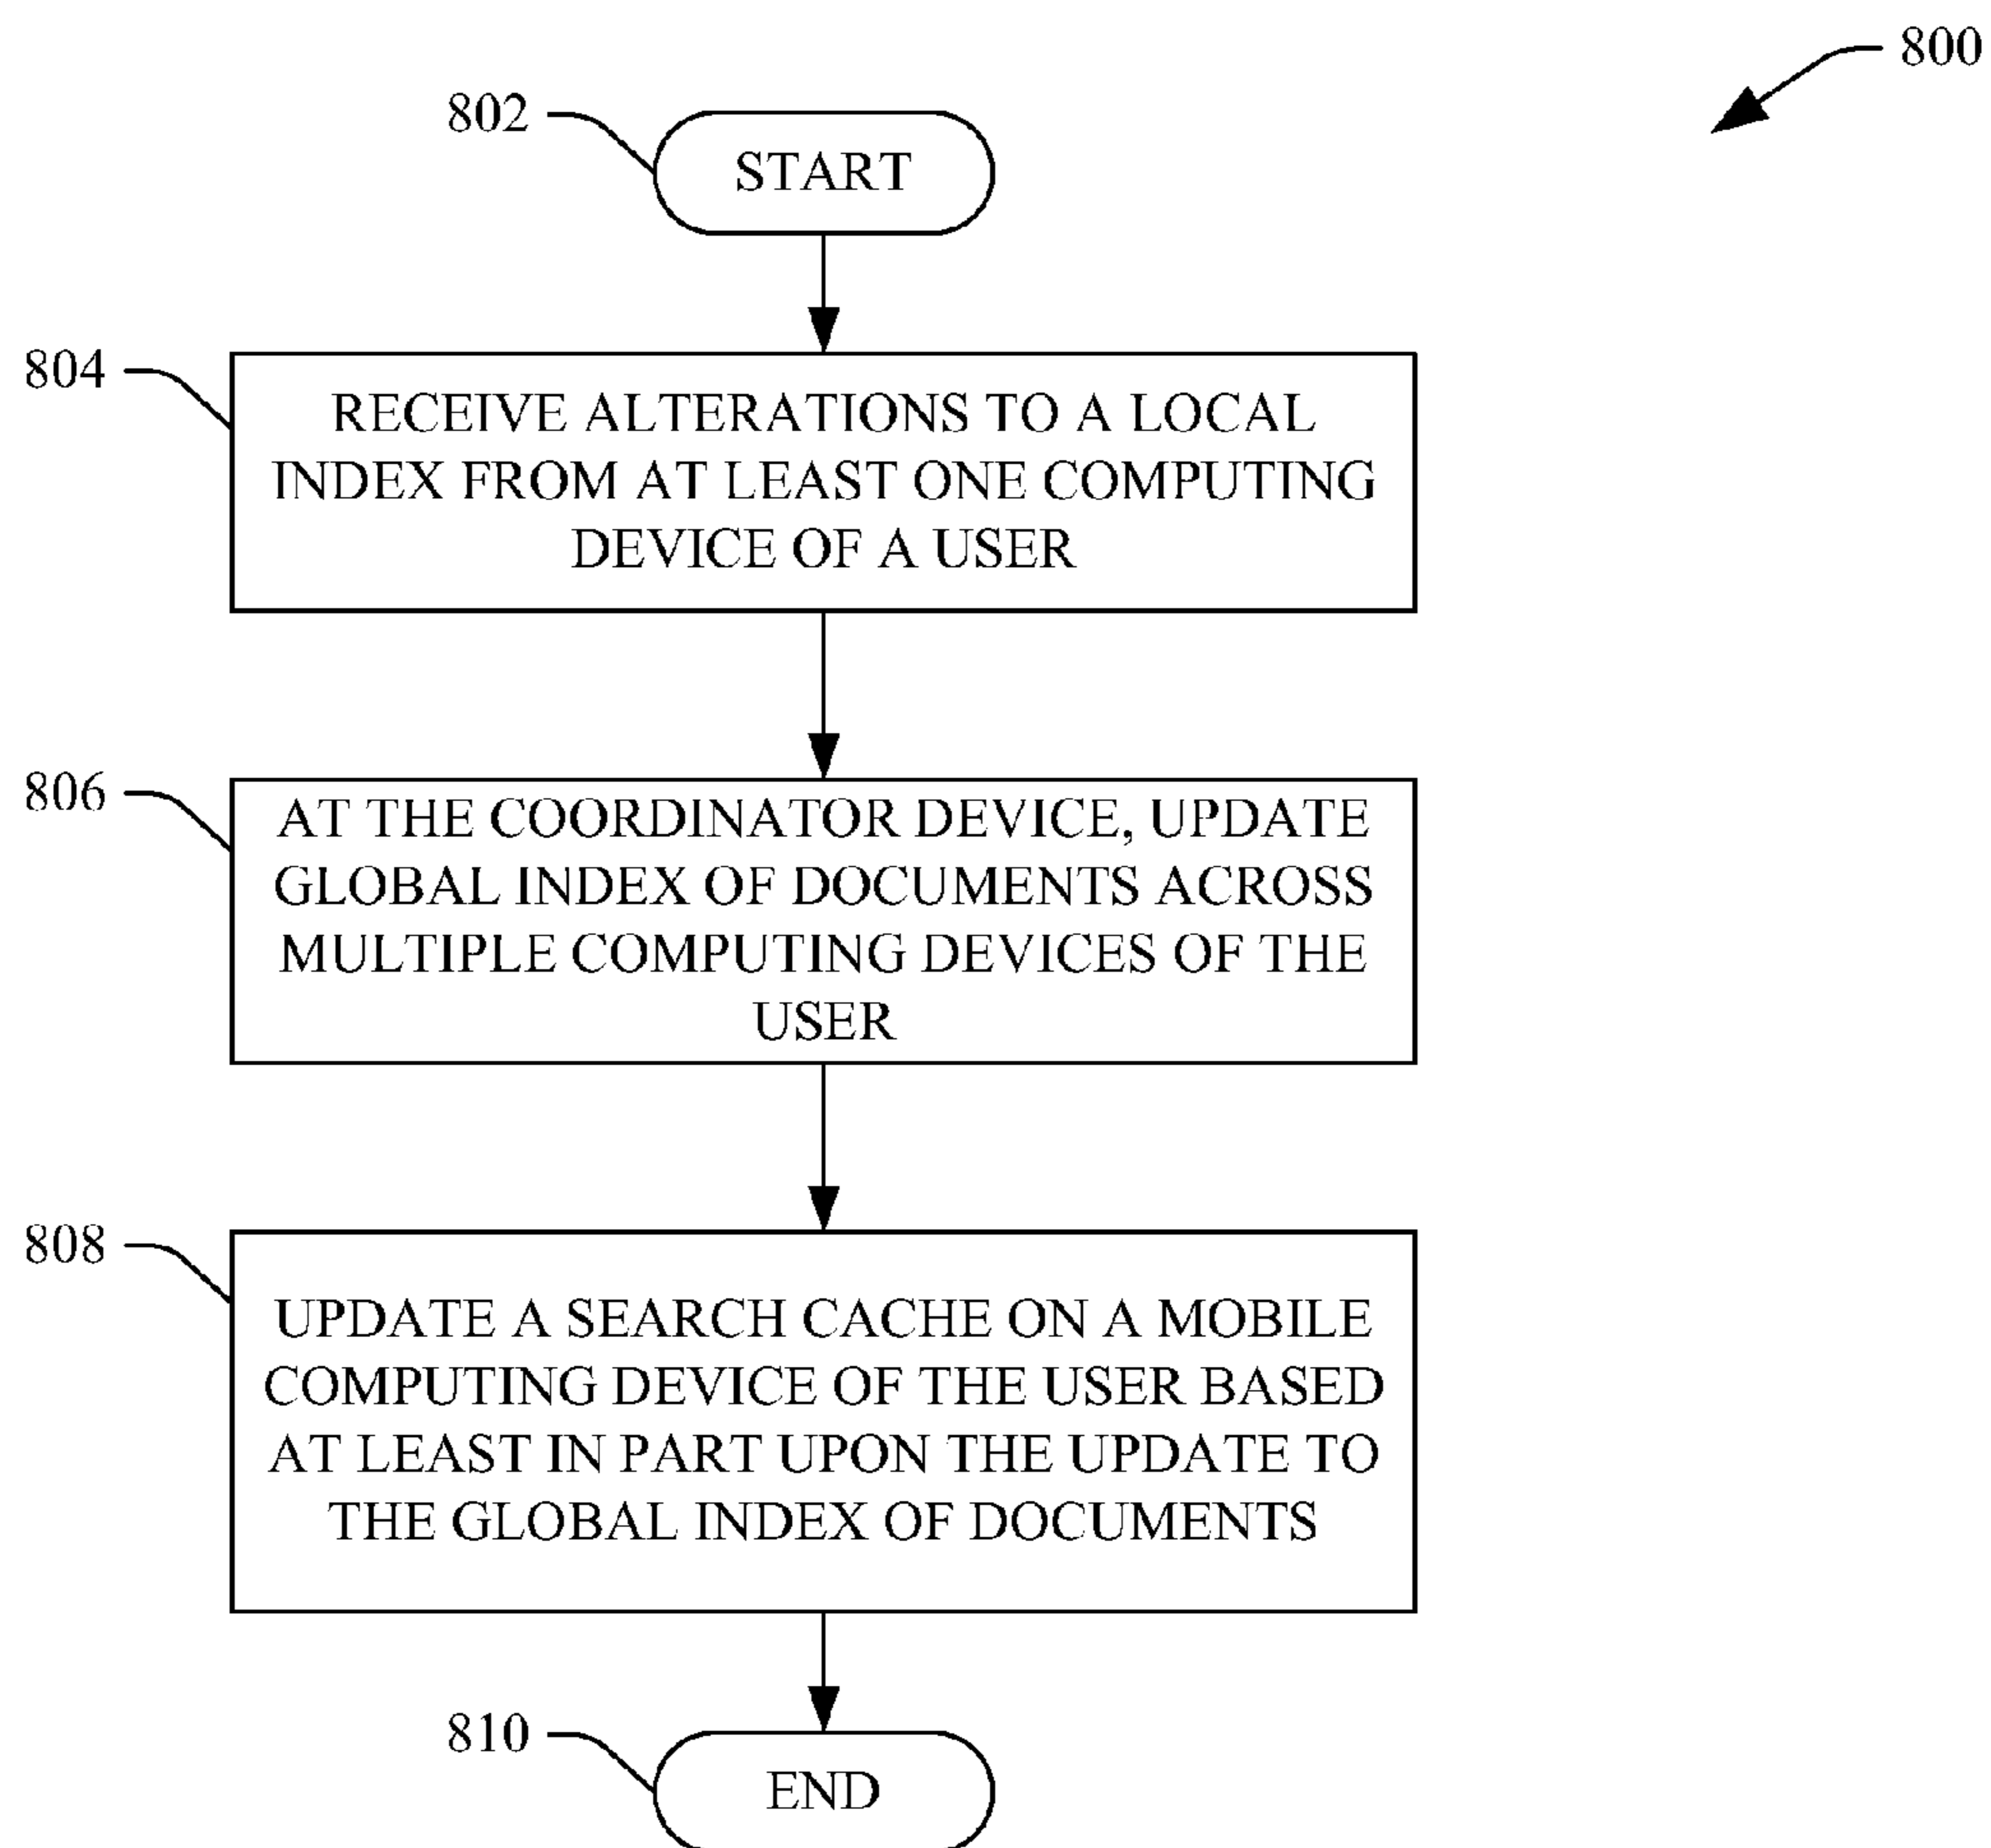 800
802
START
804
RECEIVE ALTERATIONS TO A LOCAL
INDEX FROM AT LEAST ONE COMPUTING
DEVICE OF A USER
806
AT THE COORDINATOR DEVICE, UPDATE
GLOBAL INDEX OF DOCUMENTS ACROSS
MULTIPLE COMPUTING DEVICES OF THE
USER
808
UPDATE A SEARCH CACHE ON A MOBILE
COMPUTING DEVICE OF THE USER BASED
AT LEAST IN PART UPON THE UPDATE TO
THE GLOBAL INDEX OF DOCUMENTS
810
END